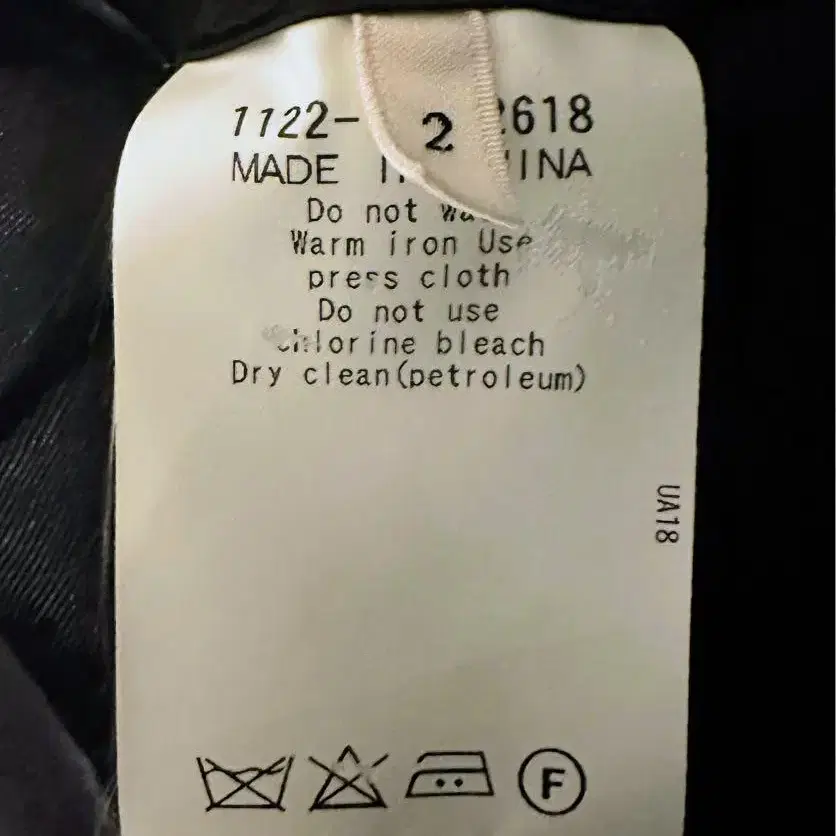 1122- 2 2618
MADE INA
Do not
Warm iron Use
press cloth
Do not use
chlorine bleach
Dry clean(petroleum)
UA18
F